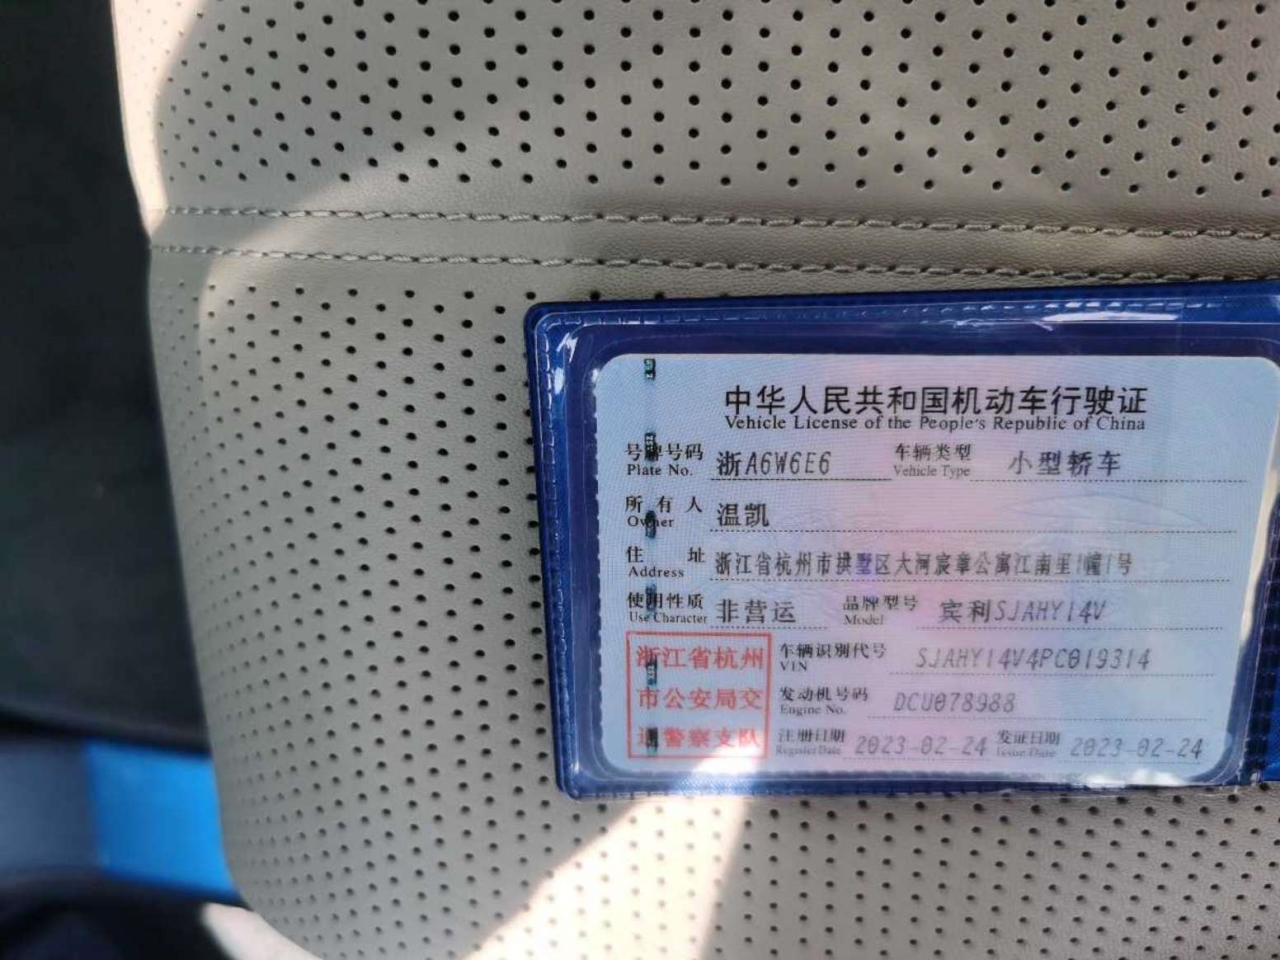 中华人民共和国机动车行驶证
Vehicle License of the People's Republic of China
号牌号码 浙A6W6E6 车辆类型 小型轿车
Plate No. Vehicle Type
所有人 温凯
Owner
住址 浙江省杭州市拱墅区大河宸章公寓江南里1幢1号
Address
使用性质 非营运 品牌型号 宾利SJAHY14V
Use Character Model
浙江省杭州
市公安局交
通警察支队
车辆识别代号 SJAHY14V4PC019314
VIN
发动机号码 DCU078988
Engine No.
注册日期 2023-02-24 发证日期 2023-02-24
Register Date Issue Date